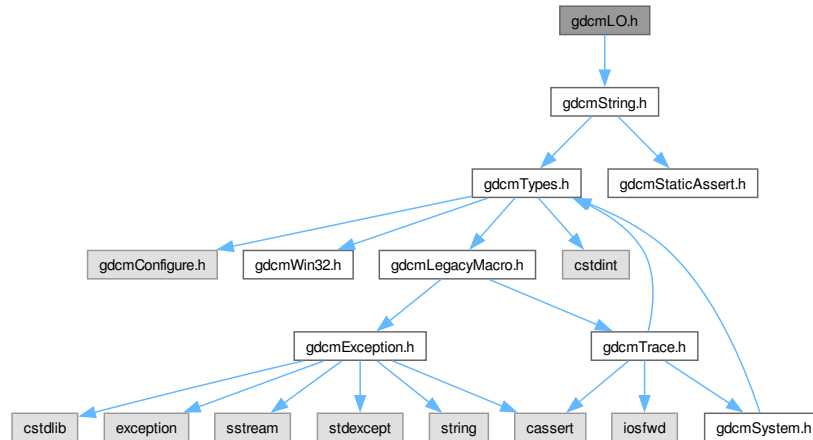 gdcmLO.h
gdcmString.h
gdcmTypes.h
gdcmStaticAssert.h
gdcmConfigure.h
gdcmWin32.h
gdcmLegacyMacro.h
cstdint
gdcmException.h
gdcmTrace.h
cstdlib
exception
sstream
stdexcept
string
cassert
iosfwd
gdcmSystem.h